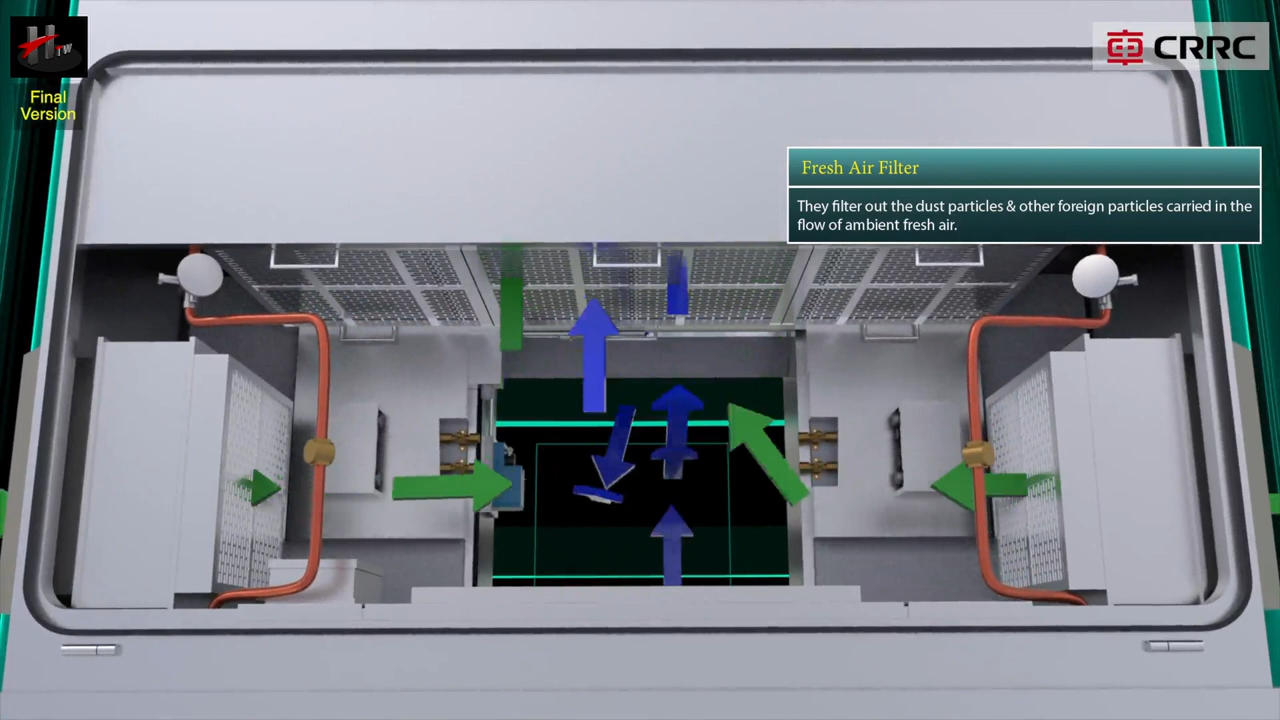 H TW
CRRC
Final
Version
Fresh Air Filter
They filter out the dust particles & other foreign particles carried in the
flow of ambient fresh air.